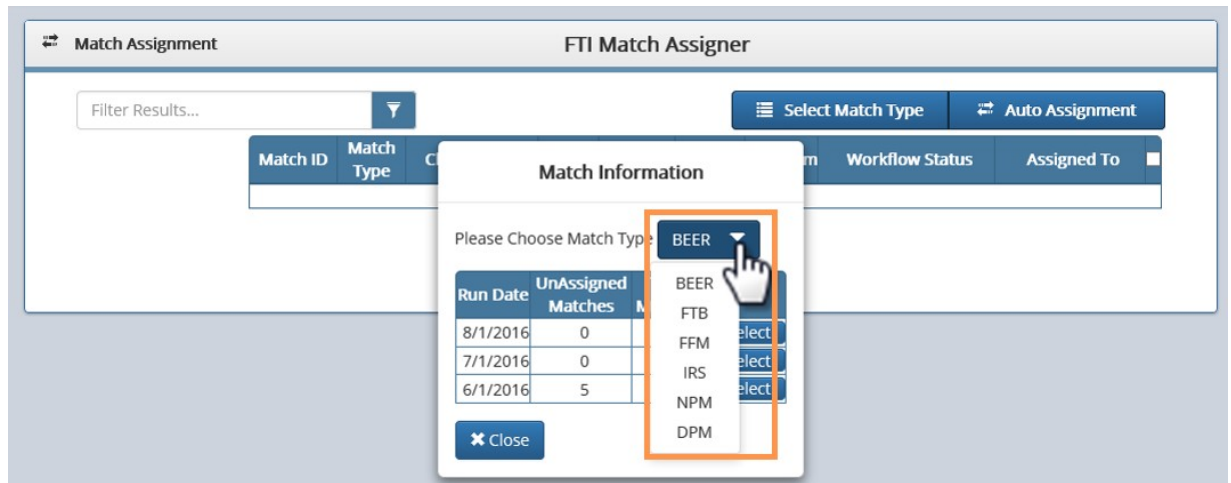 Match Assignment
FTI Match Assigner
Filter Results...
Select Match Type
Auto Assignment
Match ID
Match
Type
Workflow Status
Assigned To
Match Information
Please Choose Match Type
BEER
Run Date
UnAssigned
Matches
8/1/2016 0
7/1/2016 0
6/1/2016 5
BEER
FTB
FFM
IRS
NPM
DPM
Close